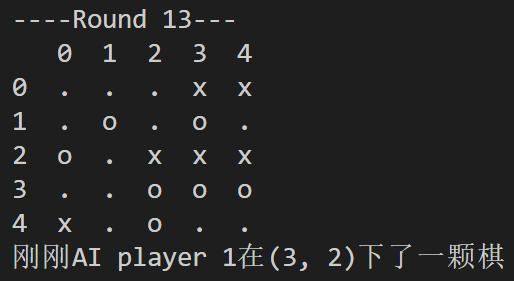 ----Round 13---
   0  1  2  3  4
0  .  .  .  x  x
1  .  o  .  o  .
2  o  .  x  x  x
3  .  .  o  o  o
4  x  .  o  .  .
刚刚AI player 1在(3, 2)下了一颗棋